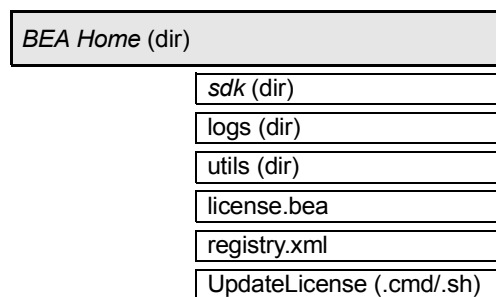 BEA Home (dir)
sdk (dir)
logs (dir)
utils (dir)
license.bea
registry.xml
UpdateLicense (.cmd/.sh)